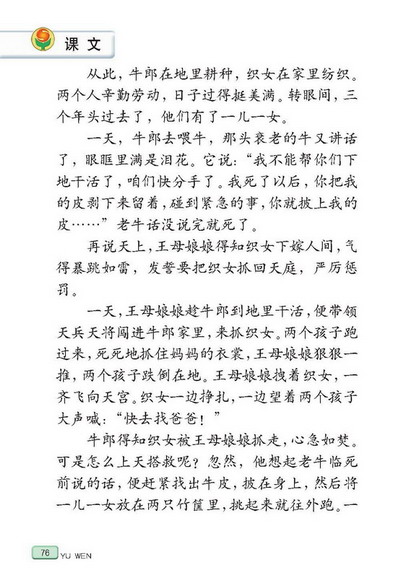 课文
从此，牛郎在地里耕种，织女在家里纺织。
两个人辛勤劳动，日子过得挺美满。转眼间，三
个年头过去了，他们有了一儿一女。
一天，牛郎去喂牛，那头衰老的牛又讲话
了，眼眶里满是泪花。它说：“我不能帮你们下
地干活了，咱们快分手了。我死了以后，你把我
的皮剥下来留着，碰到紧急的事，你就披上我的
皮……”老牛话没说完就死了。
再说天上，王母娘娘得知织女下嫁人间，气
得暴跳如雷，发誓要把织女抓回天庭，严厉惩
罚。
一天，王母娘娘趁牛郎到地里干活，便带领
天兵天将闯进牛郎家里，来抓织女。两个孩子跑
过来，死死地抓住妈妈的衣裳，王母娘娘狠狠一
推，两个孩子跌倒在地。王母娘娘拽着织女，一
齐飞向天宫。织女一边挣扎，一边望着两个孩子
大声喊：“快去找爸爸！”
牛郎得知织女被王母娘娘抓走，心急如焚。
可是怎么上天搭救呢？忽然，他想起老牛临死
前说的话，便赶紧找出牛皮，披在身上，然后将
一儿一女放在两只竹筐里，挑起来就往外跑。一
76
YU WEN